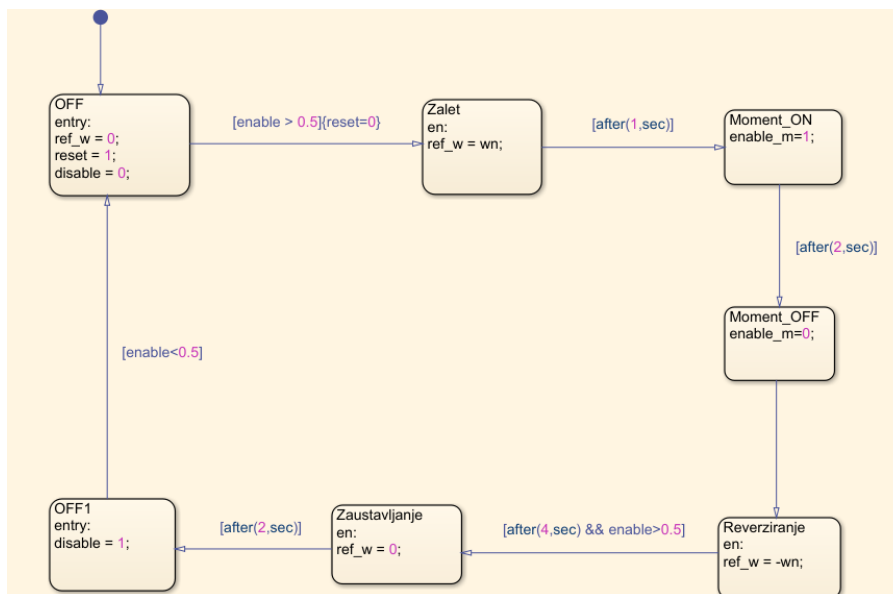 OFF
entry:
ref_w = 0;
reset = 1;
disable = 0;
[enable > 0.5]{reset=0}
Zalet
en:
ref_w = wn;
[after(1,sec)]
Moment_ON
enable_m=1;
[after(2,sec)]
Moment_OFF
enable_m=0;
[enable<0.5]
OFF1
entry:
disable = 1;
[after(2,sec)]
Zaustavljanje
en:
ref_w = 0;
[after(4,sec) && enable>0.5]
Reverziranje
en:
ref_w = -wn;